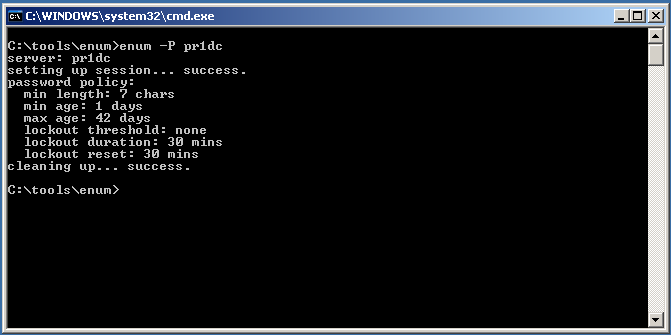 C:\WINDOWS\system32\cmd.exe
C:\tools\enum>enum -P pr1dc
server: pr1dc
setting up session... success.
password policy:
  min length: 7 chars
  min age: 1 days
  max age: 42 days
  lockout threshold: none
  lockout duration: 30 mins
  lockout reset: 30 mins
cleaning up... success.
C:\tools\enum>